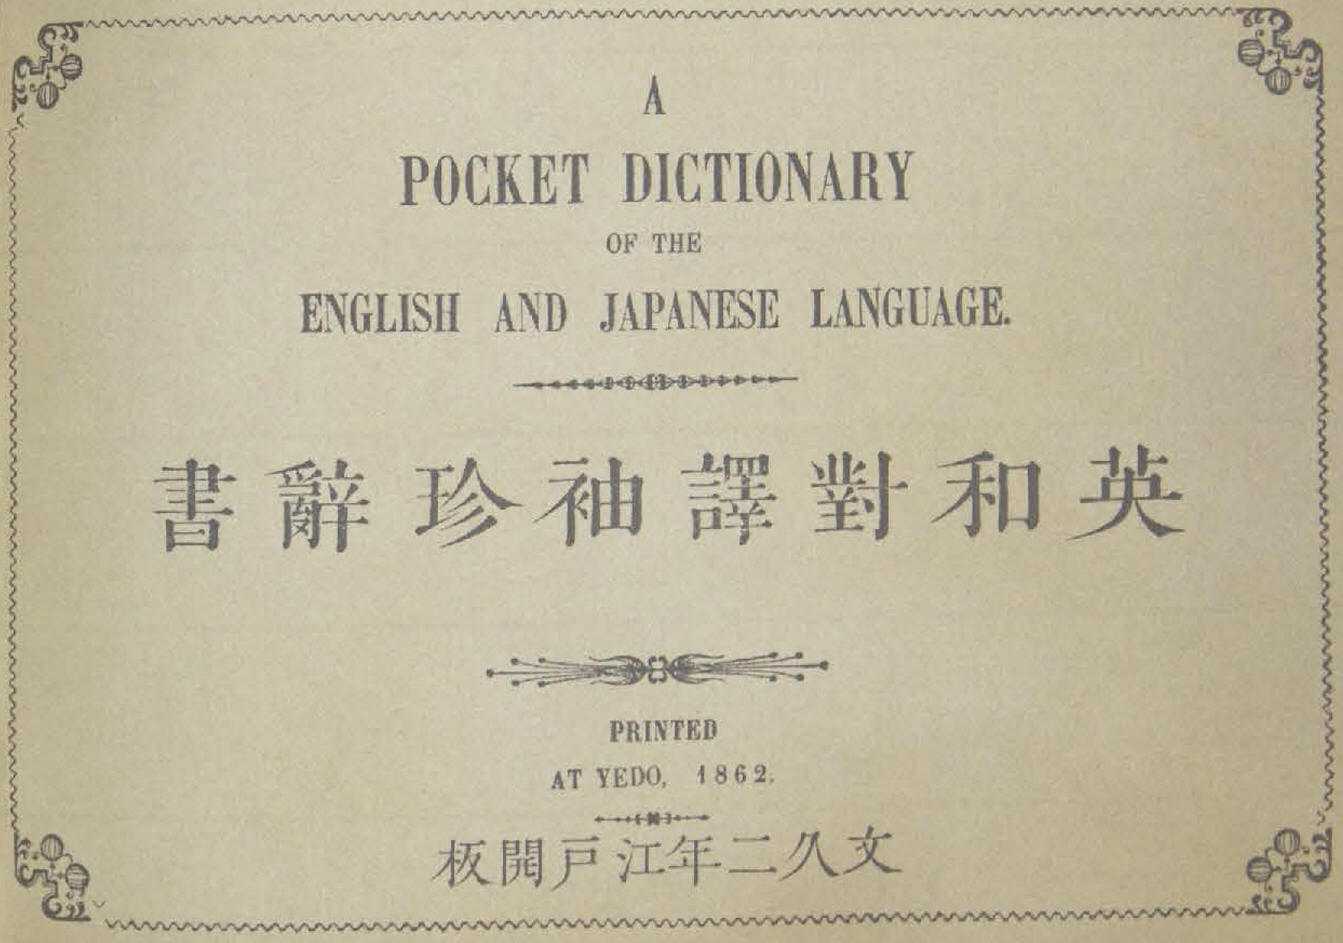 A
POCKET DICTIONARY
OF THE
ENGLISH AND JAPANESE LANGUAGE.
英和對譯袖珍辭書
PRINTED
AT YEDO, 1862.
文久二年江戸開板